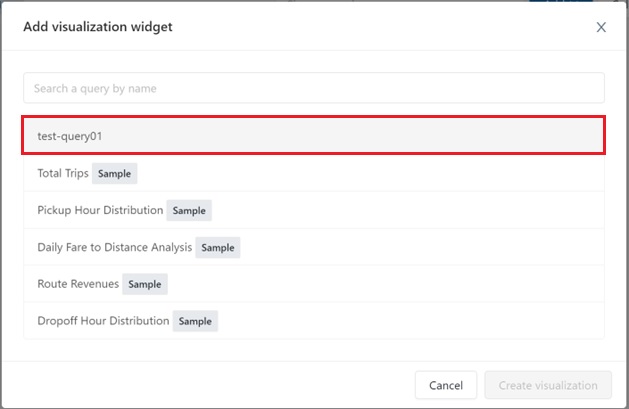 Add visualization widget
Search a query by name
test-query01
Total Trips Sample
Pickup Hour Distribution Sample
Daily Fare to Distance Analysis Sample
Route Revenues Sample
Dropoff Hour Distribution Sample
Cancel Create visualization